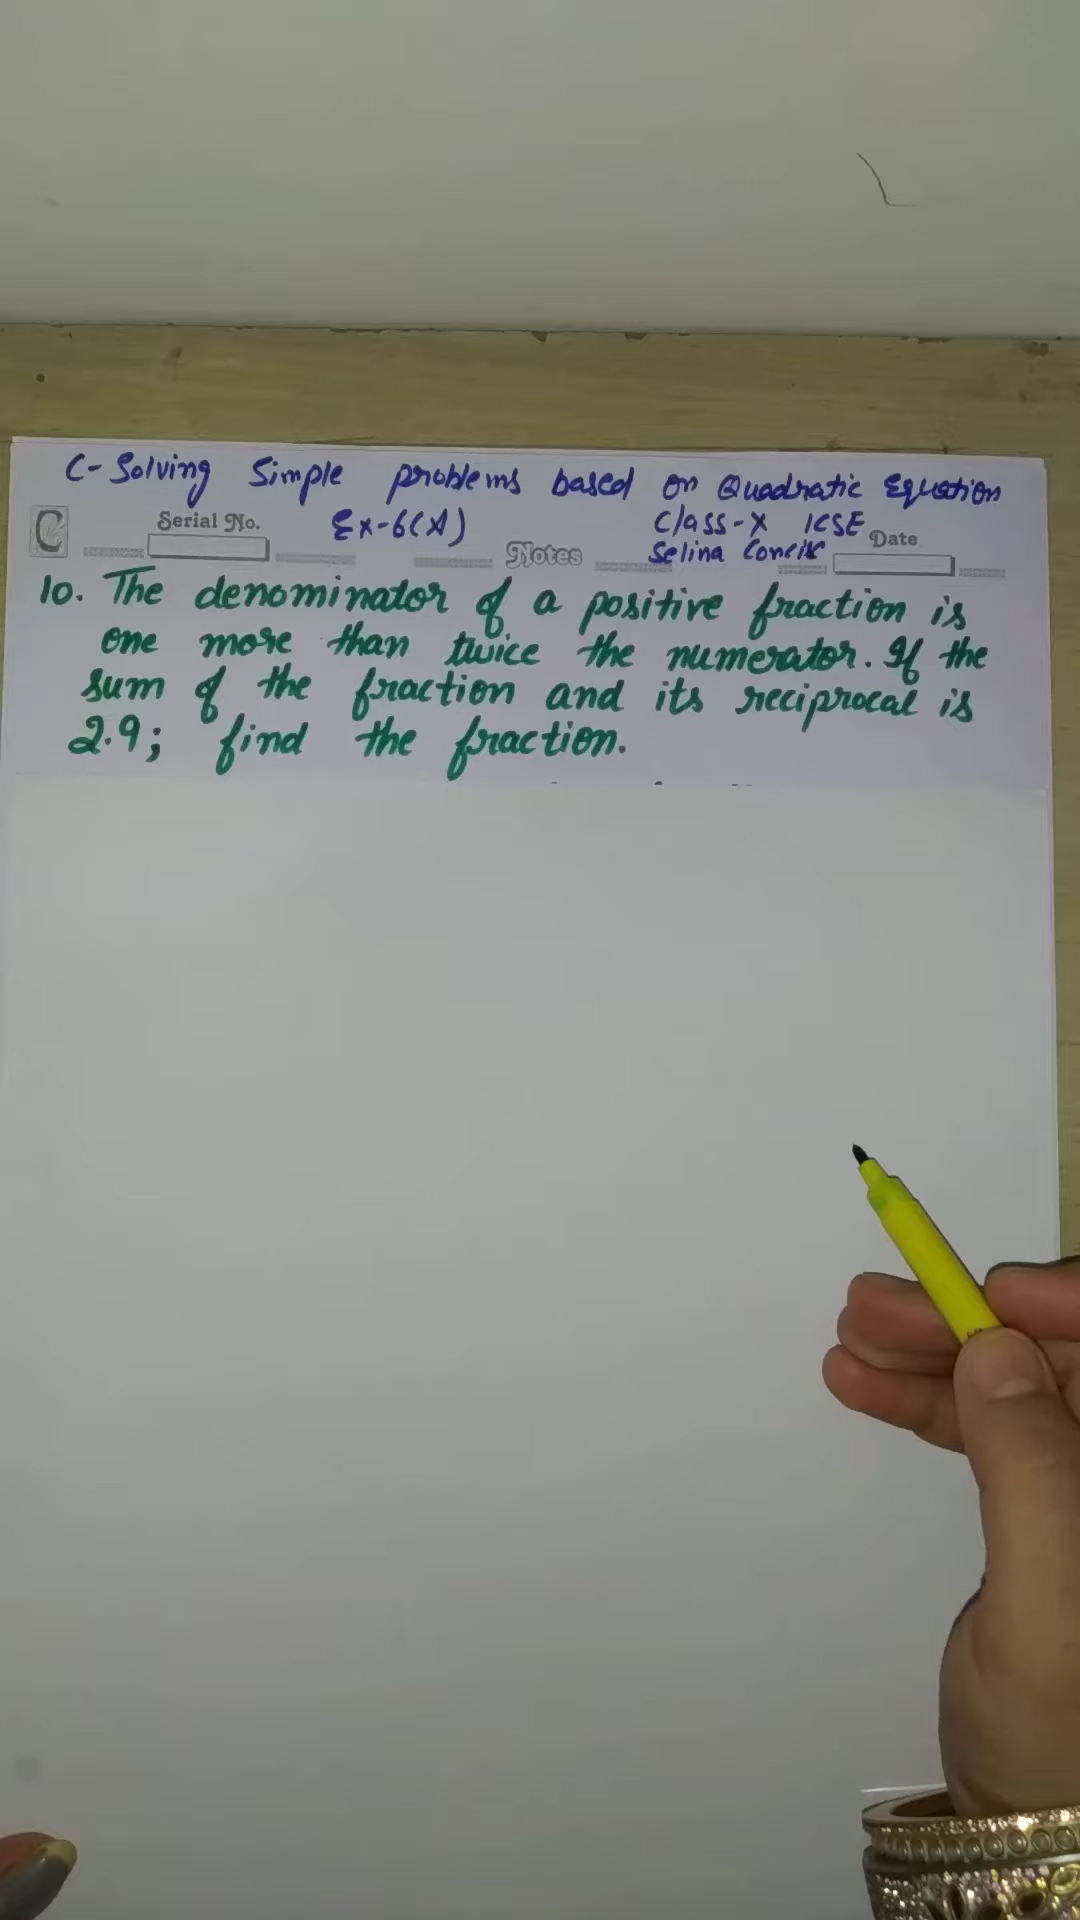 C- Solving Simple problems based on Quadratic Equation
C Serial No. Ex-6(A) Notes Class-X ICSE Date
Selina Concise
10. The denominator of a positive fraction is
one more than twice the numerator. If the
sum of the fraction and its reciprocal is
2.9; find the fraction.